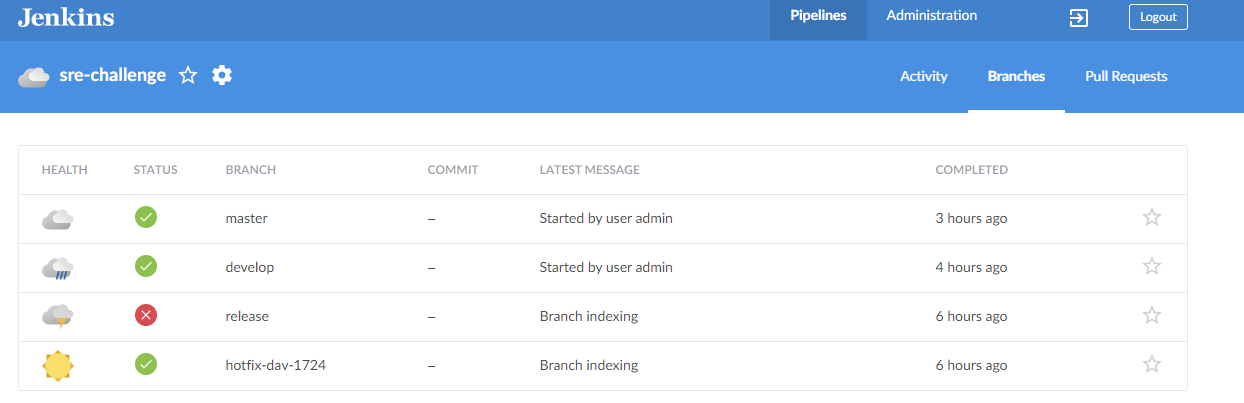 Jenkins Pipelines Administration Logout
sre-challenge Activity Branches Pull Requests
HEALTH STATUS BRANCH COMMIT LATEST MESSAGE COMPLETED
master – Started by user admin 3 hours ago
develop – Started by user admin 4 hours ago
release – Branch indexing 6 hours ago
hotfix-dav-1724 – Branch indexing 6 hours ago